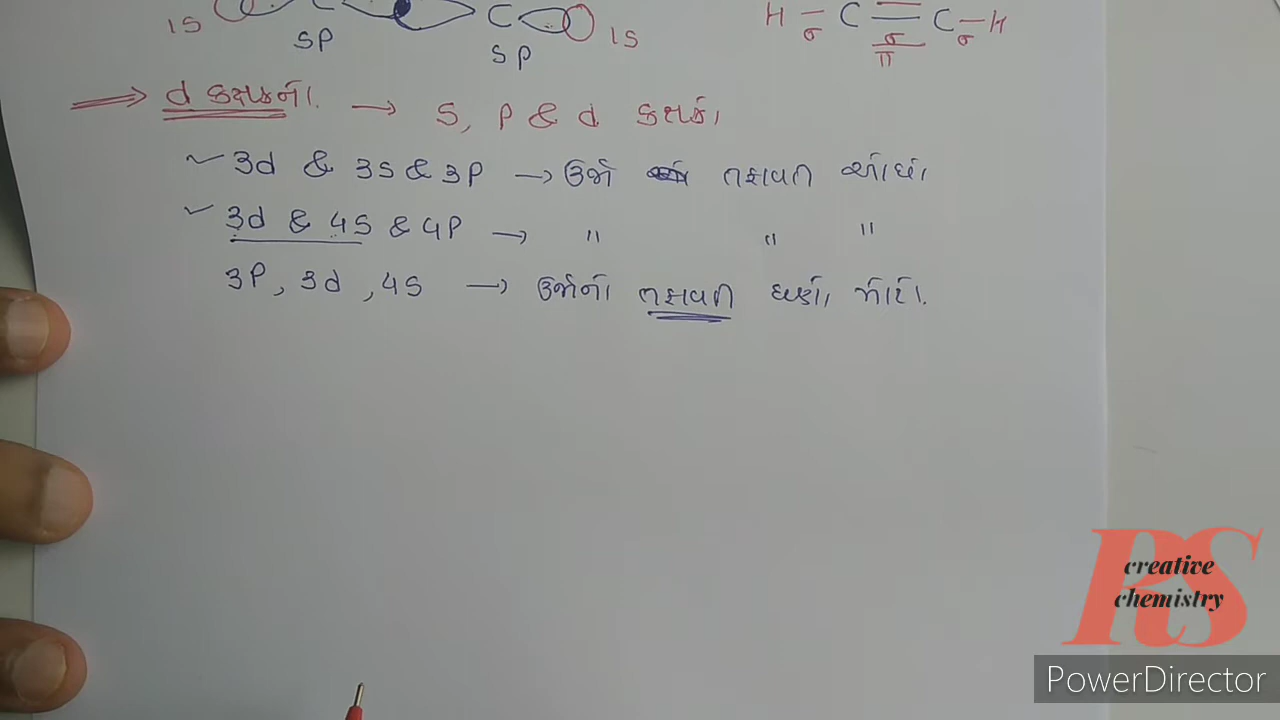 1S C C 1S H – C ≡ C – H
SP SP σ σ σ
π
⇒ d કક્ષકની → S, P & d કક્ષકો
✓ 3d & 3S & 3P → ઉર્જા તફાવત ઓછો
✓ 3d & 4S & 4P → " " "
3P, 3d, 4S → ઉર્જાનો તફાવત ઘણો મોટો.
creative
chemistry
RS
PowerDirector